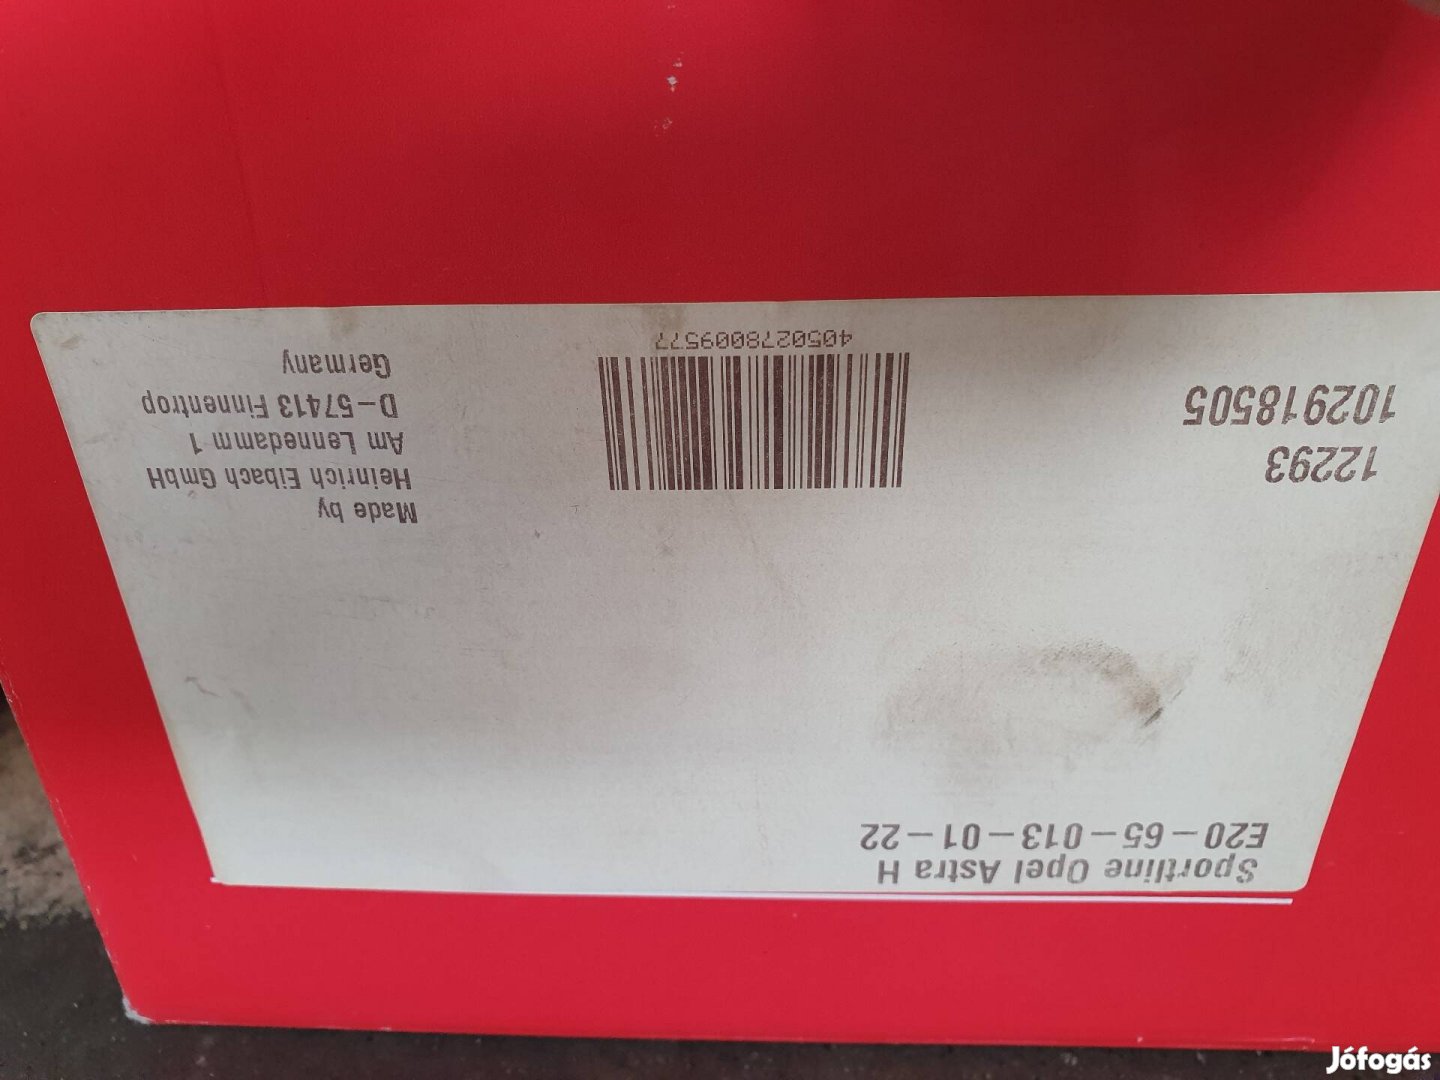 Sportline Opel Astra H
E20-65-013-01-22
12293
102918505
4050278009577
Made by
Heinrich Eibach GmbH
Am Lennedamm 1
D-57413 Finnentrop
Germany
Jófogás